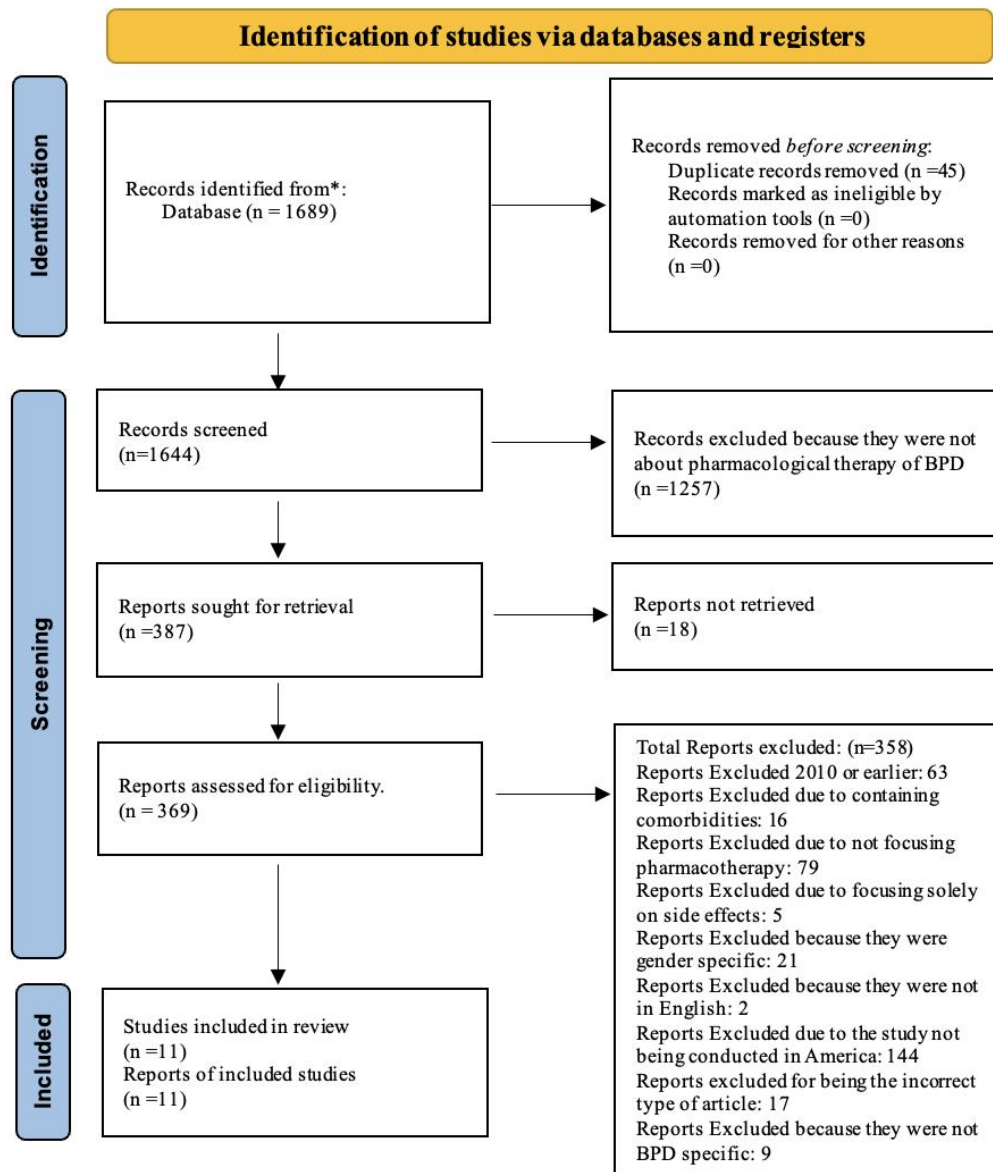 Identification of studies via databases and registers
Identification
Records identified from*:
Database (n = 1689)
Records removed before screening:
Duplicate records removed (n =45)
Records marked as ineligible by
automation tools (n =0)
Records removed for other reasons
(n =0)
Screening
Records screened
(n=1644)
Records excluded because they were not
about pharmacological therapy of BPD
(n =1257)
Reports sought for retrieval
(n =387)
Reports not retrieved
(n =18)
Reports assessed for eligibility.
(n = 369)
Total Reports excluded: (n=358)
Reports Excluded 2010 or earlier: 63
Reports Excluded due to containing
comorbidities: 16
Reports Excluded due to not focusing
pharmacotherapy: 79
Reports Excluded due to focusing solely
on side effects: 5
Reports Excluded because they were
gender specific: 21
Reports Excluded because they were not
in English: 2
Reports Excluded due to the study not
being conducted in America: 144
Reports excluded for being the incorrect
type of article: 17
Reports Excluded because they were not
BPD specific: 9
Included
Studies included in review
(n =11)
Reports of included studies
(n =11)